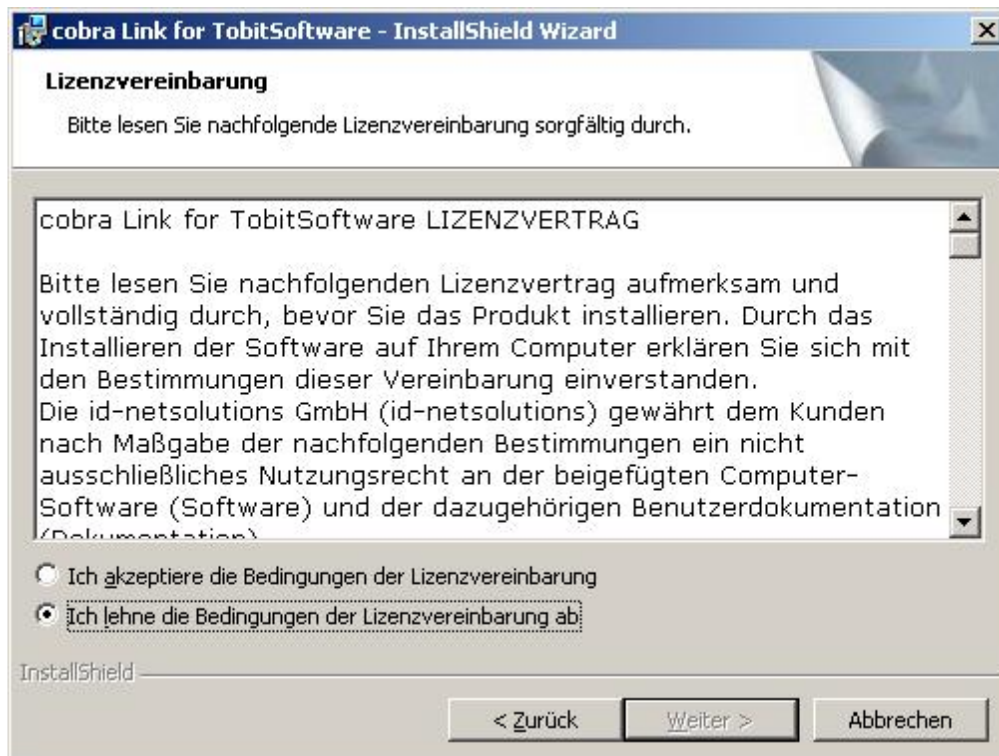 cobra Link for TobitSoftware - InstallShield Wizard
Lizenzvereinbarung
Bitte lesen Sie nachfolgende Lizenzvereinbarung sorgfältig durch.
cobra Link for TobitSoftware LIZENZVERTRAG
Bitte lesen Sie nachfolgenden Lizenzvertrag aufmerksam und
vollständig durch, bevor Sie das Produkt installieren. Durch das
Installieren der Software auf Ihrem Computer erklären Sie sich mit
den Bestimmungen dieser Vereinbarung einverstanden.
Die id-netsolutions GmbH (id-netsolutions) gewährt dem Kunden
nach Maßgabe der nachfolgenden Bestimmungen ein nicht
ausschließliches Nutzungsrecht an der beigefügten Computer-
Software (Software) und der dazugehörigen Benutzerdokumentation
(Dokumentation)
Ich akzeptiere die Bedingungen der Lizenzvereinbarung
Ich lehne die Bedingungen der Lizenzvereinbarung ab
InstallShield
< Zurück
Weiter >
Abbrechen